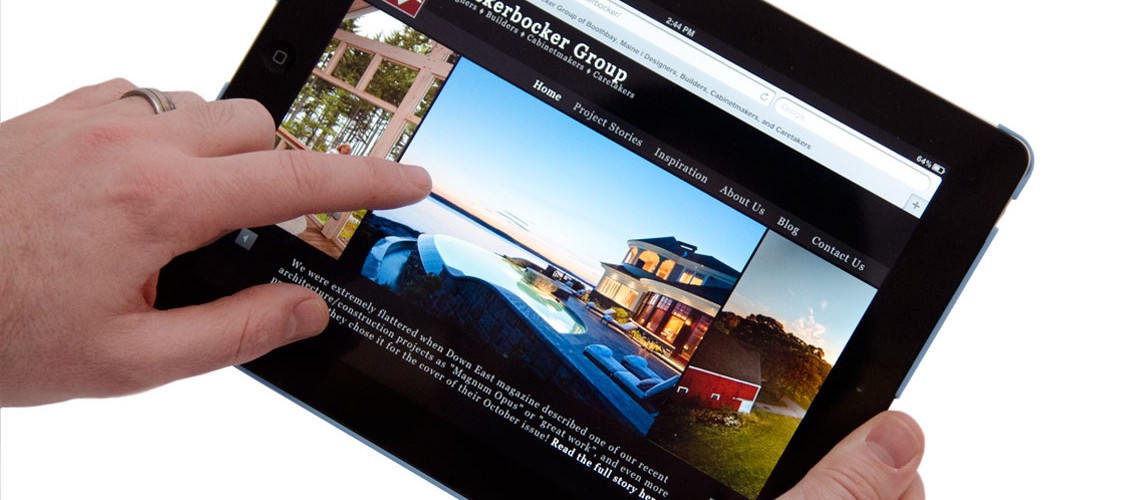 2:44 PM
64%
cker Group of Boothbay, Maine | Designers, Builders, Cabinetmakers, and Caretakers
kerbocker/
Google
kerbocker Group
Builders ♦ Cabinetmakers ♦ Caretakers
Home Project Stories Inspiration About Us Blog Contact Us
We were extremely flattered when Down East magazine described one of our recent
architecture/construction projects as "Magnum Opus" or "great work", and even more
they chose it for the cover of their October issue! Read the full story here